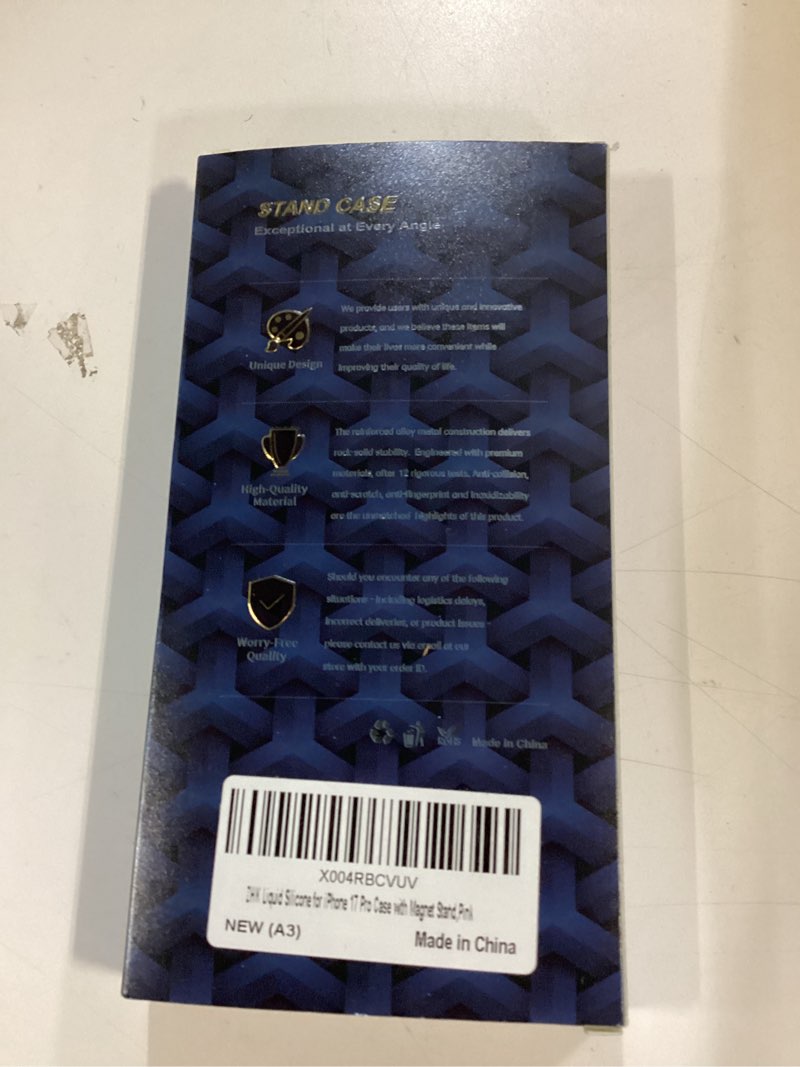 STAND CASE
Exceptional at Every Angle
Unique Design
We provide users with unique and innovative
products, and we believe these items will
make their lives more convenient while
improving their quality of life.
High-Quality
Material
The reinforced alloy metal construction delivers
rock-solid stability. Engineered with premium
materials, after 12 rigorous tests. Anti-collision,
anti-scratch, anti-fingerprint and inoxidizability
are the unmatched highlights of this product.
Worry-Free
Quality
Should you encounter any of the following
situations - including logistics delays,
incorrect deliveries, or product issues -
please contact us via email at our
store with your order ID.
RoHS Made in China
X004RBCVUV
Liquid Silicone for iPhone 17 Pro Case with Magnet Stand,Pink
NEW (A3)
Made in China